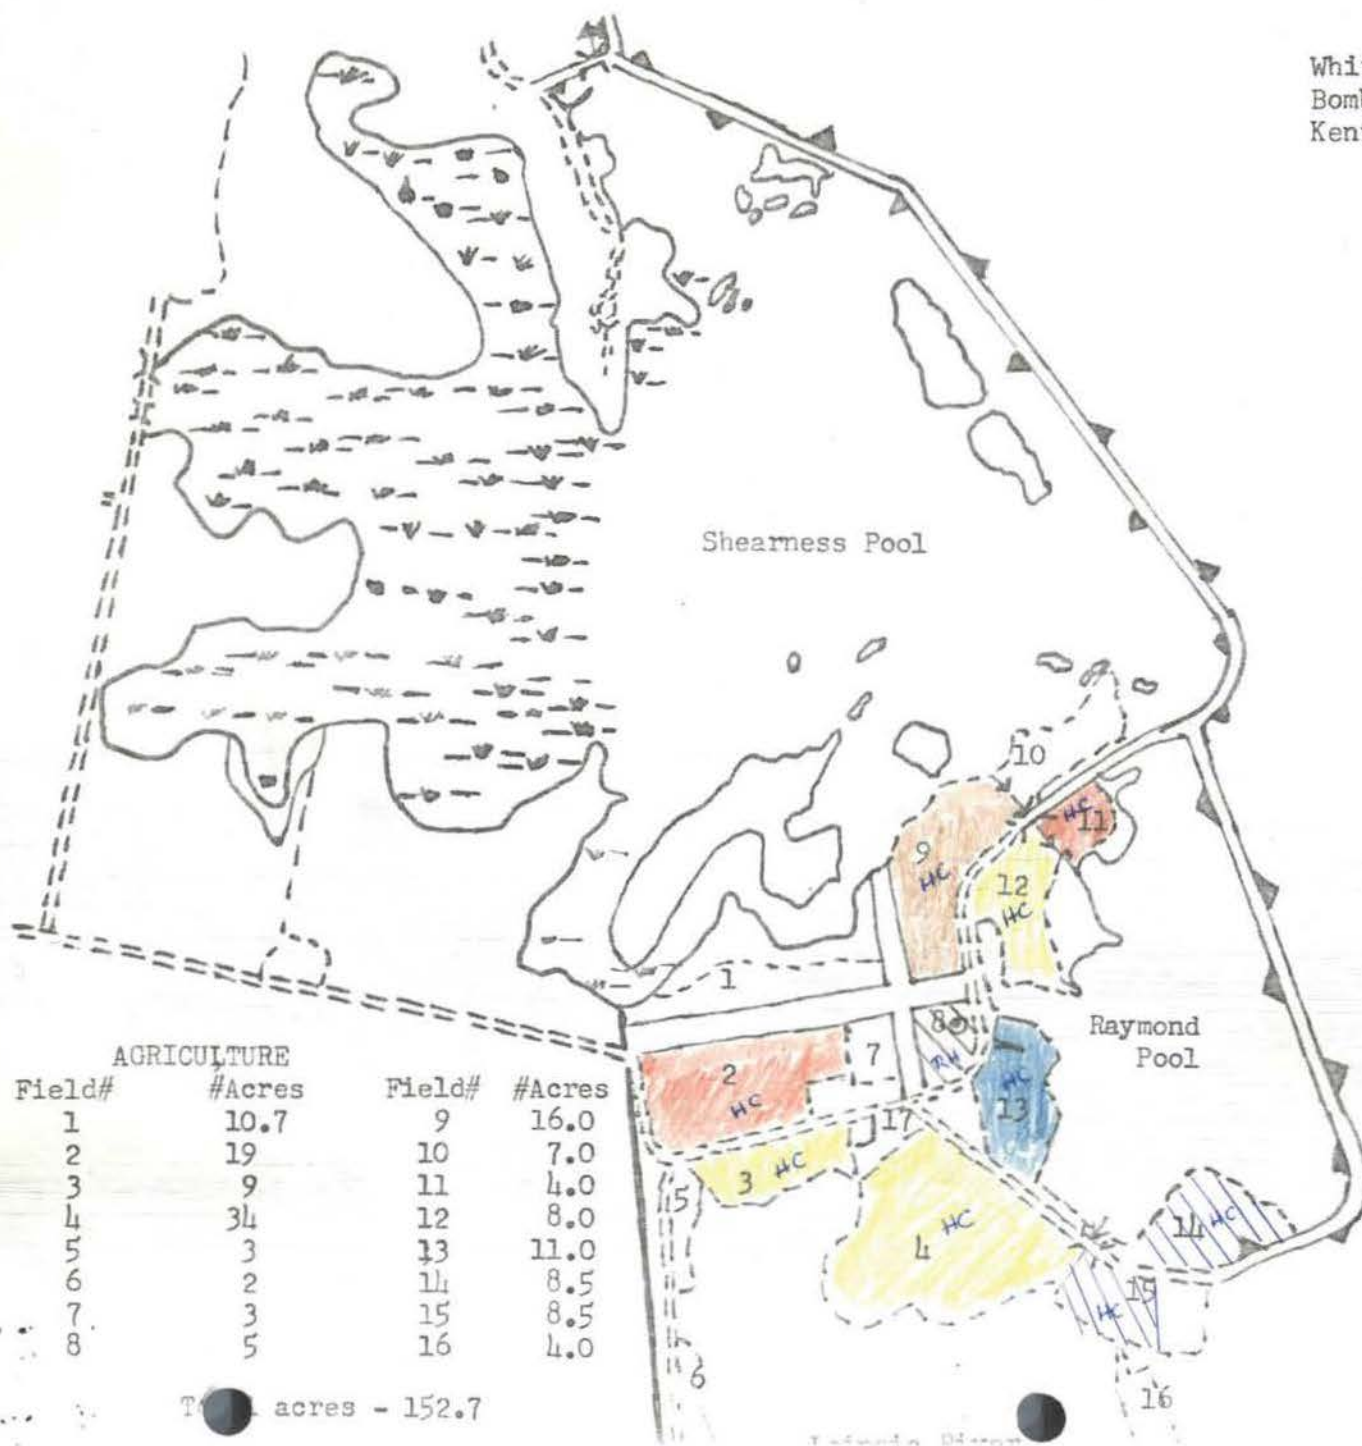 Whi
Bomb
Kent
Shearness Pool
10
HC
11
9
HC
12
HC
1
Raymond
Pool
8
RH
7
2
HC
HC
13
17
3 HC
5
HC
4
14 HC
15
HC
6
16
AGRICULTURE
Field# #Acres Field# #Acres
1 10.7 9 16.0
2 19 10 7.0
3 9 11 4.0
4 34 12 8.0
5 3 13 11.0
6 2 14 8.5
7 3 15 8.5
8 5 16 4.0
acres - 152.7